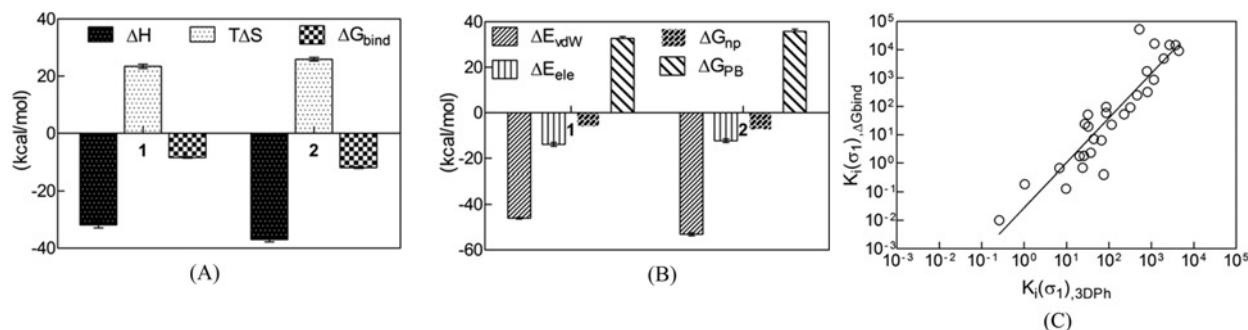 ΔH TΔS ΔG_bind
(kcal/mol)
40
20
0
-20
-40
1 2
(A)
ΔE_vdW ΔG_np
ΔE_ele ΔG_PB
(kcal/mol)
40
20
0
-20
-40
-60
1 2
(B)
K_i(σ_1),ΔGbind
10^5
10^4
10^3
10^2
10^1
10^0
10^-1
10^-2
10^-3
10^-3 10^-2 10^-1 10^0 10^1 10^2 10^3 10^4 10^5
K_i(σ_1),3DPh
(C)